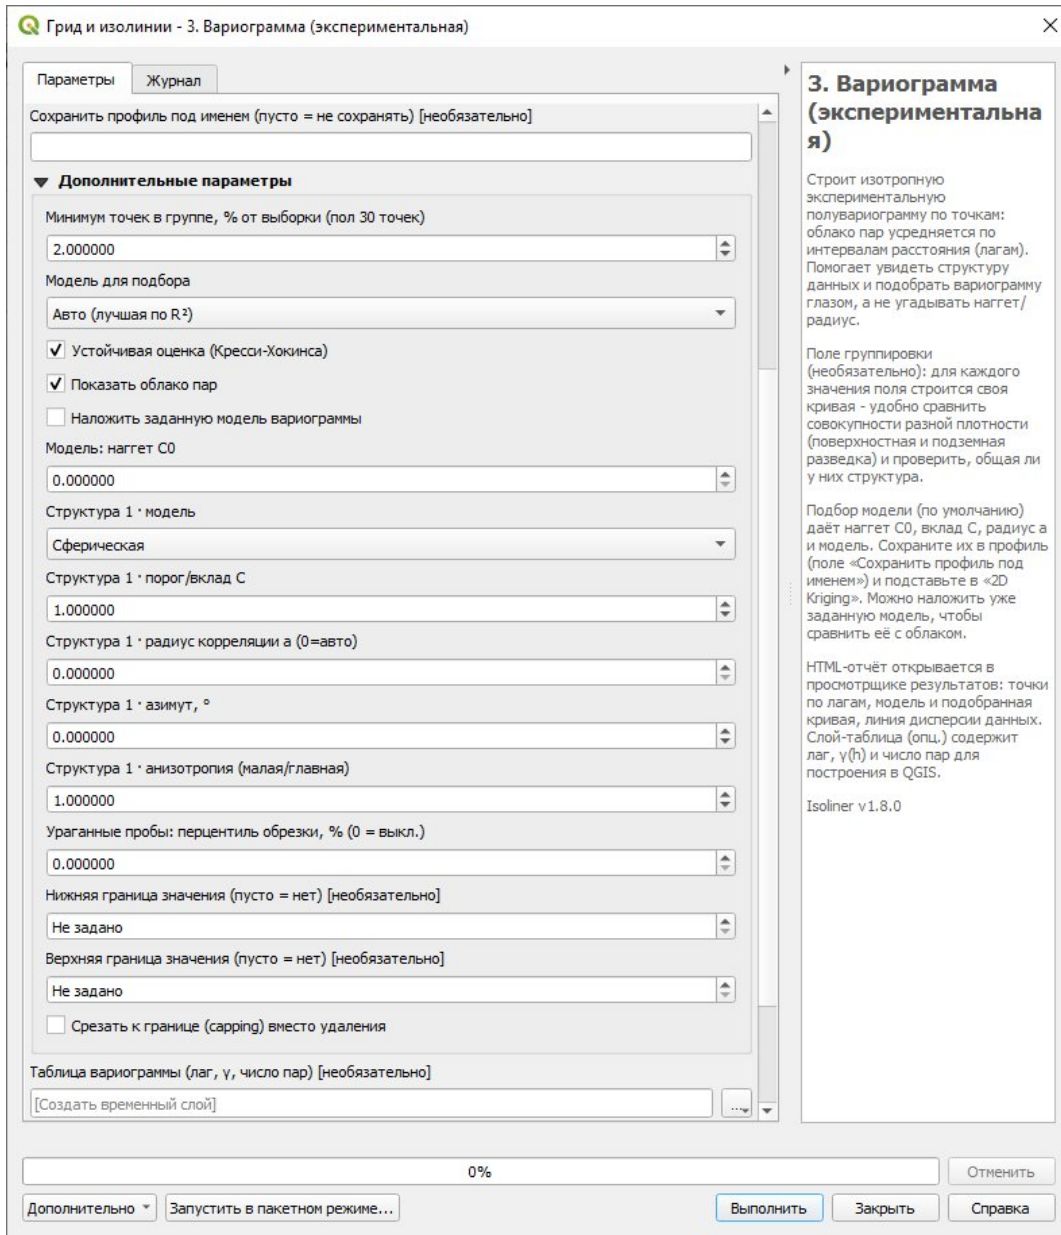 Грид и изолинии - 3. Вариограмма (экспериментальная)
Параметры
Журнал
Сохранить профиль под именем (пусто = не сохранять) [необязательно]
Дополнительные параметры
Минимум точек в группе, % от выборки (пол 30 точек)
2.000000
Модель для подбора
Авто (лучшая по R²)
Устойчивая оценка (Кресси-Хокинса)
Показать облако пар
Наложить заданную модель вариограммы
Модель: наггет C0
0.000000
Структура 1 · модель
Сферическая
Структура 1 · порог/вклад C
1.000000
Структура 1 · радиус корреляции a (0=авто)
0.000000
Структура 1 · азимут, °
0.000000
Структура 1 · анизотропия (малая/главная)
1.000000
Ураганные пробы: перцентиль обрезки, % (0 = выкл.)
0.000000
Нижняя граница значения (пусто = нет) [необязательно]
Не задано
Верхняя граница значения (пусто = нет) [необязательно]
Не задано
Срезать к границе (capping) вместо удаления
Таблица вариограммы (лаг, γ, число пар) [необязательно]
[Создать временный слой]
...
3. Вариограмма
(экспериментальна
я)
Строит изотропную
экспериментальную
полувариограмму по точкам:
облако пар усредняется по
интервалам расстояния (лагам).
Помогает увидеть структуру
данных и подобрать вариограмму
глазом, а не угадывать наггет/
радиус.
Поле группировки
(необязательно): для каждого
значения поля строится своя
кривая - удобно сравнить
совокупности разной плотности
(поверхностная и подземная
разведка) и проверить, общая ли
у них структура.
Подбор модели (по умолчанию)
даёт наггет C0, вклад C, радиус a
и модель. Сохраните их в профиль
(поле «Сохранить профиль под
именем») и подставьте в «2D
Kriging». Можно наложить уже
заданную модель, чтобы
сравнить её с облаком.
HTML-отчёт открывается в
просмотрщике результатов: точки
по лагам, модель и подобранная
кривая, линия дисперсии данных.
Слой-таблица (опц.) содержит
лаг, γ(h) и число пар для
построения в QGIS.
Isoliner v1.8.0
0%
Отменить
Дополнительно
Запустить в пакетном режиме...
Выполнить
Закрыть
Справка